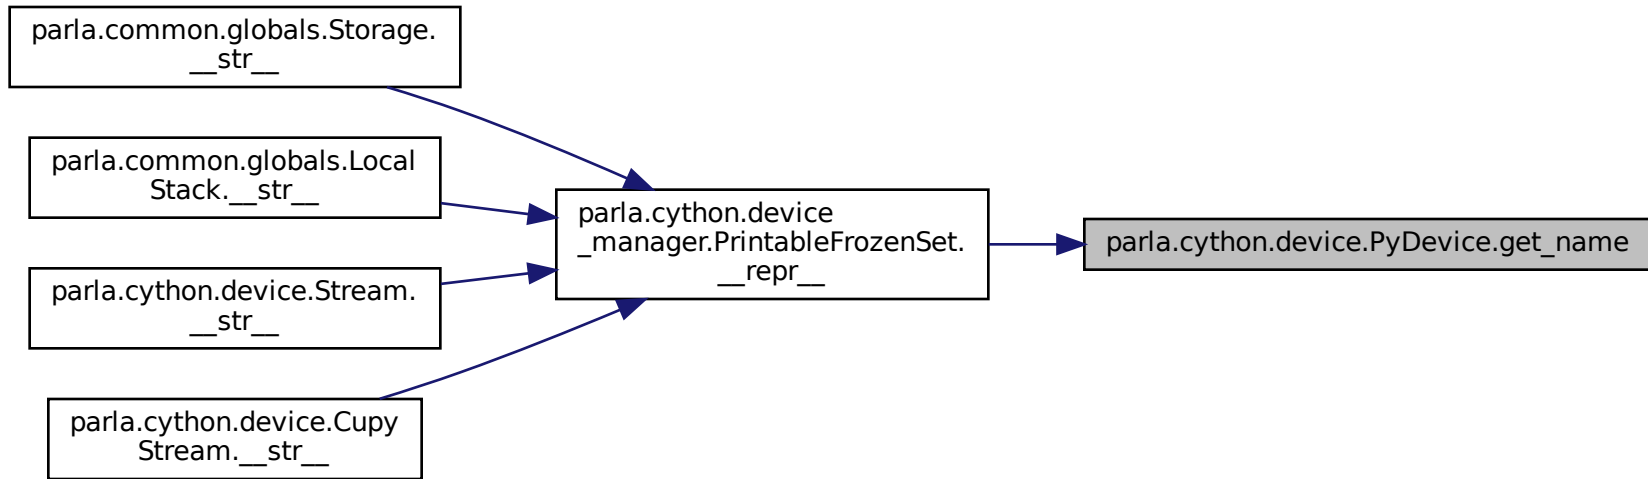 parla.common.globals.Storage.
__str__
parla.common.globals.Local
Stack.__str__
parla.cython.device.Stream.
__str__
parla.cython.device.Cupy
Stream.__str__
parla.cython.device
_manager.PrintableFrozenSet.
__repr__
parla.cython.device.PyDevice.get_name